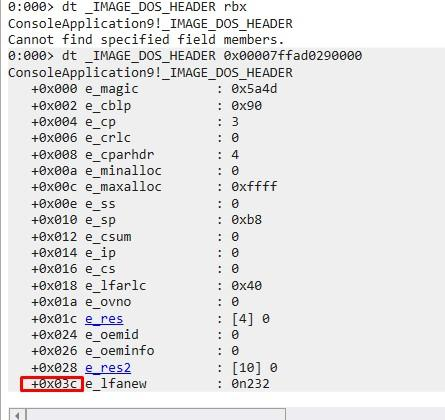 0:000> dt _IMAGE_DOS_HEADER rbx
ConsoleApplication9!_IMAGE_DOS_HEADER
Cannot find specified field members.
0:000> dt _IMAGE_DOS_HEADER 0x00007ffad0290000
ConsoleApplication9!_IMAGE_DOS_HEADER
+0x000 e_magic : 0x5a4d
+0x002 e_cblp : 0x90
+0x004 e_cp : 3
+0x006 e_crlc : 0
+0x008 e_cparhdr : 4
+0x00a e_minalloc : 0
+0x00c e_maxalloc : 0xffff
+0x00e e_ss : 0
+0x010 e_sp : 0xb8
+0x012 e_csum : 0
+0x014 e_ip : 0
+0x016 e_cs : 0
+0x018 e_lfarlc : 0x40
+0x01a e_ovno : 0
+0x01c e_res : [4] 0
+0x024 e_oemid : 0
+0x026 e_oeminfo : 0
+0x028 e_res2 : [10] 0
+0x03c e_lfanew : 0n232